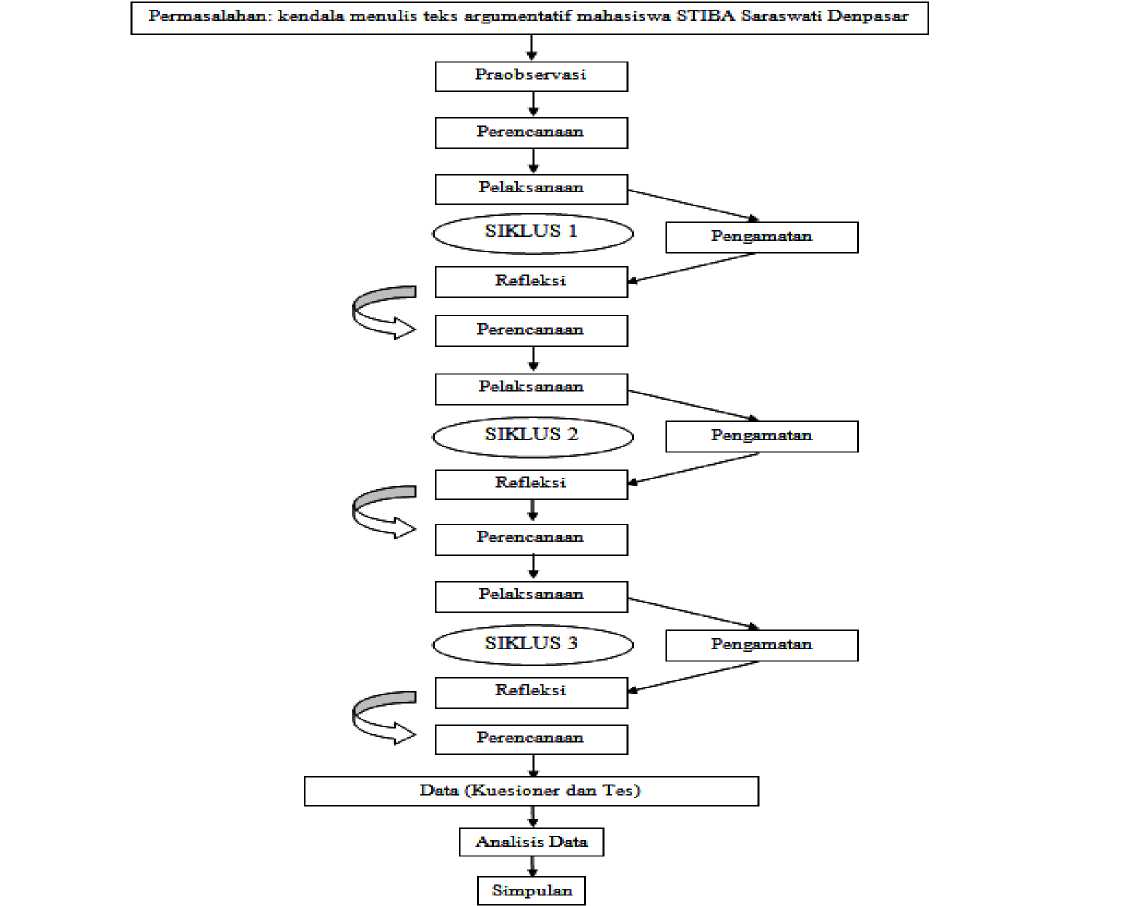 Permasalahan: kendala menulis teks argumentatif mahasiswa STIBA Saraswati Denpasar
Praobservasi
Perencanaan
Pelaksanaan
SIKLUS 1
Pengamatan
Refleksi
Perencanaan
Pelaksanaan
SIKLUS 2
Pengamatan
Refleksi
Perencanaan
Pelaksanaan
SIKLUS 3
Pengamatan
Refleksi
Perencanaan
Data (Kuesioner dan Tes)
Analisis Data
Simpulan